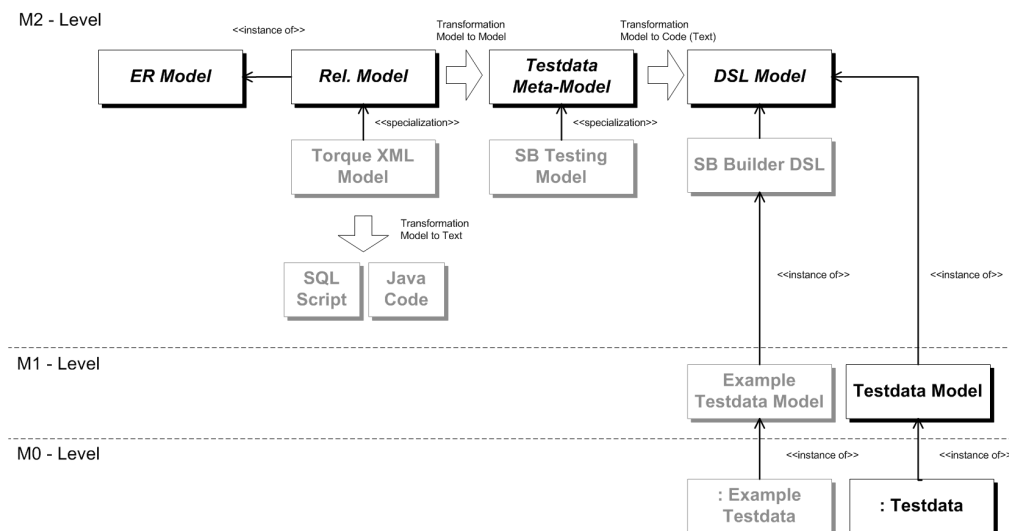 M2 - Level
<<instance of>>
Transformation
Model to Model
Transformation
Model to Code (Text)
ER Model
Rel. Model
Testdata
Meta-Model
DSL Model
<<specialization>>
<<specialization>>
Torque XML
Model
SB Testing
Model
SB Builder DSL
Transformation
Model to Text
SQL
Script
Java
Code
<<instance of>>
<<instance of>>
M1 - Level
Example
Testdata Model
Testdata Model
M0 - Level
<<instance of>>
<<instance of>>
: Example
Testdata
: Testdata